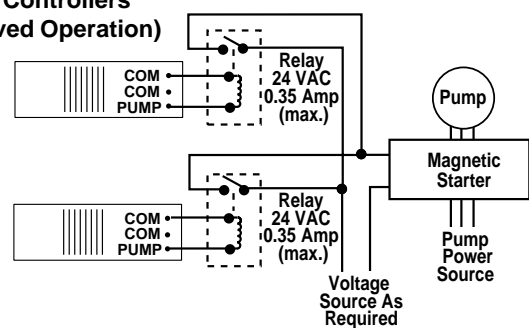 Controllers
ved Operation)
COM
COM
PUMP
Relay
24 VAC
0.35 Amp
(max.)
Pump
Magnetic
Starter
COM
COM
PUMP
Relay
24 VAC
0.35 Amp
(max.)
Pump
Power
Source
Voltage
Source As
Required